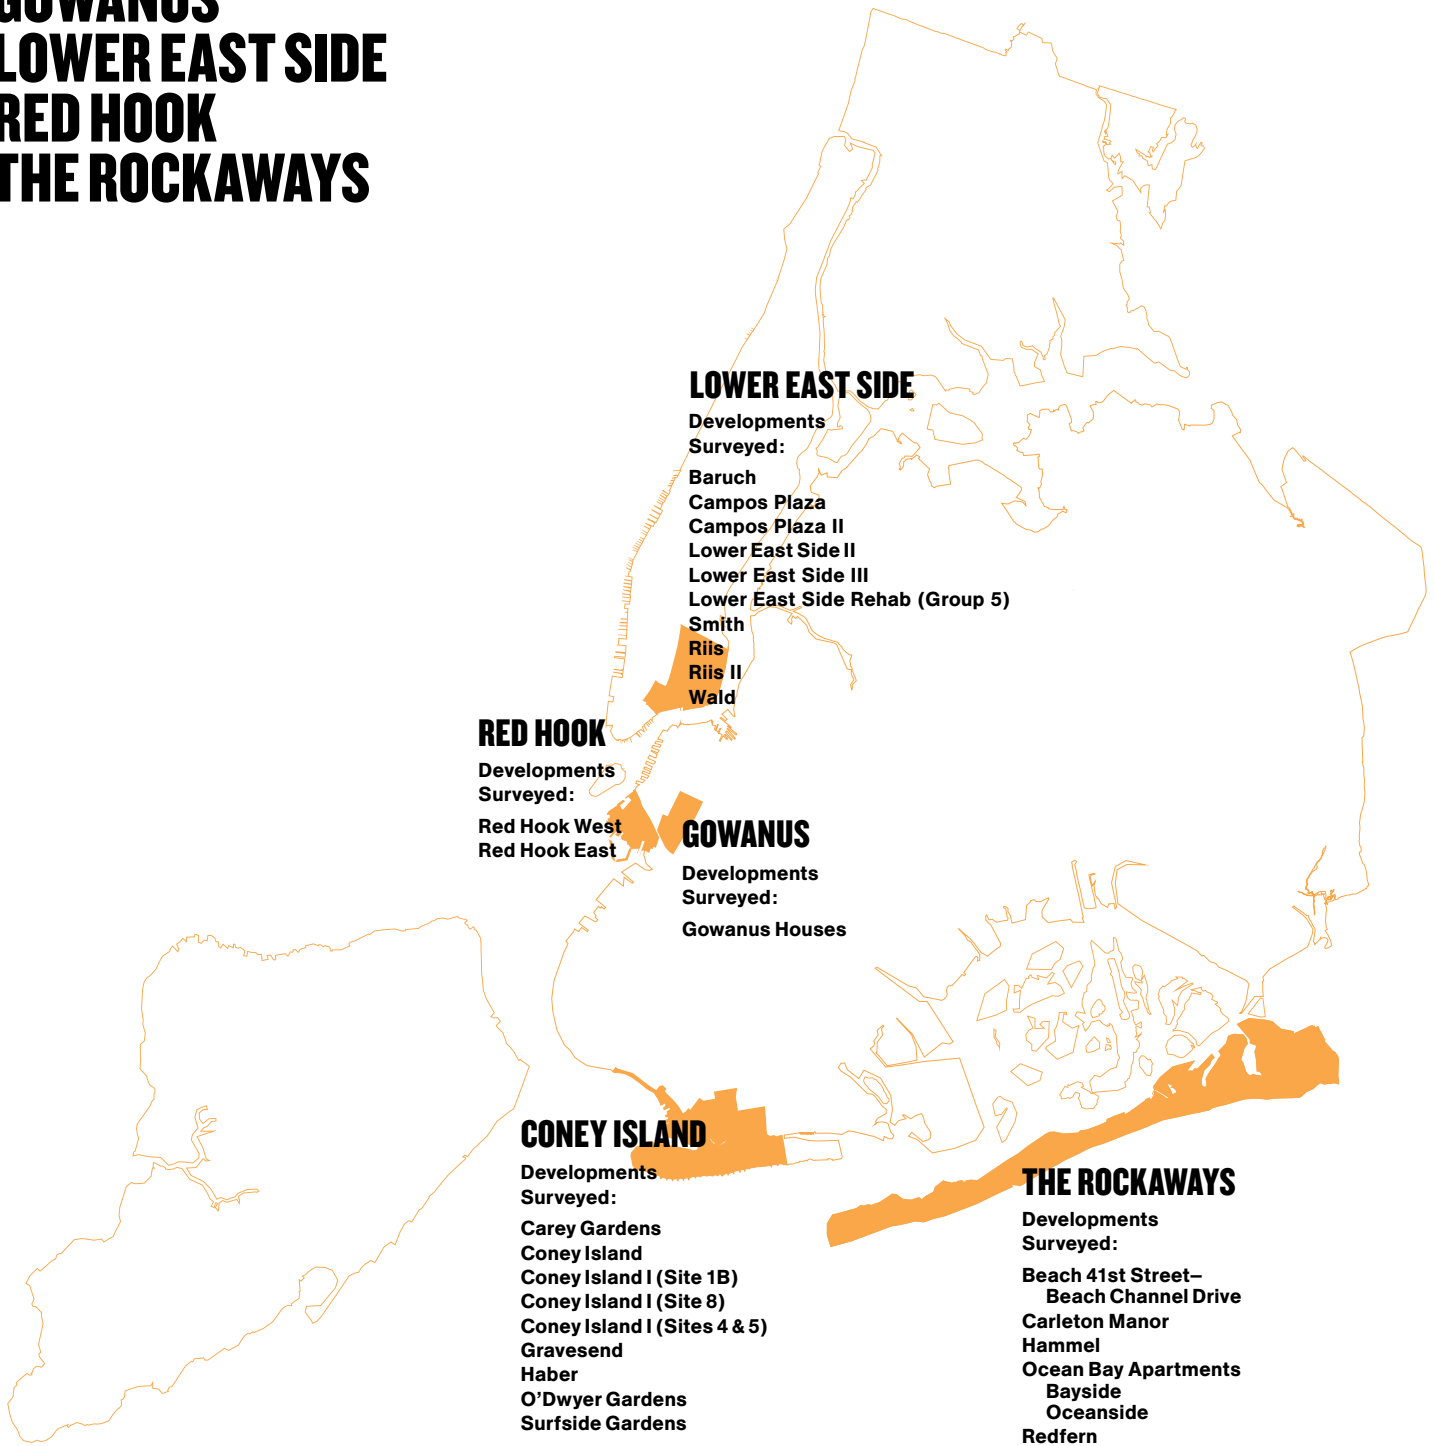 GOWANUS
LOWER EAST SIDE
RED HOOK
THE ROCKAWAYS
LOWER EAST SIDE
Developments
Surveyed:
Baruch
Campos Plaza
Campos Plaza II
Lower East Side II
Lower East Side III
Lower East Side Rehab (Group 5)
Smith
Riis
Riis II
Wald
RED HOOK
Developments
Surveyed:
Red Hook West
Red Hook East
GOWANUS
Developments
Surveyed:
Gowanus Houses
CONEY ISLAND
Developments
Surveyed:
Carey Gardens
Coney Island
Coney Island I (Site 1B)
Coney Island I (Site 8)
Coney Island I (Sites 4 & 5)
Gravesend
Haber
O’Dwyer Gardens
Surfside Gardens
THE ROCKAWAYS
Developments
Surveyed:
Beach 41st Street–
Beach Channel Drive
Carleton Manor
Hammel
Ocean Bay Apartments
Bayside
Oceanside
Redfern